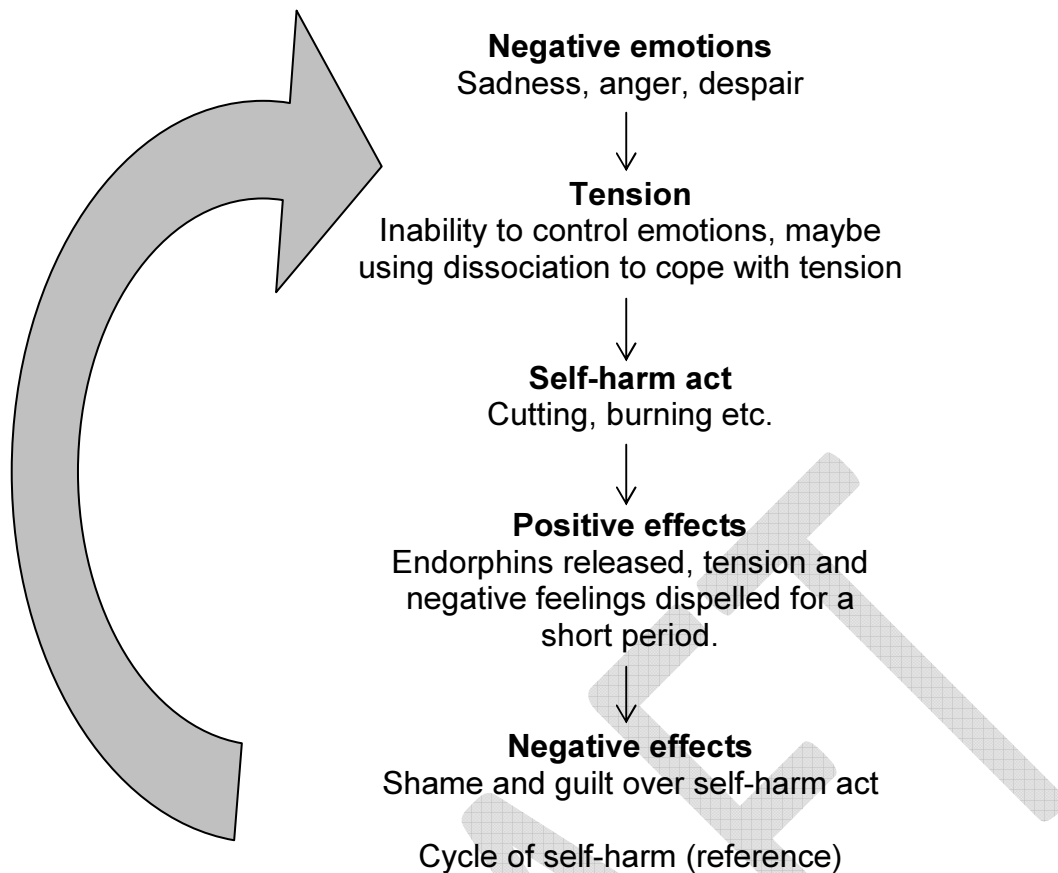 Negative emotions
Sadness, anger, despair
Tension
Inability to control emotions, maybe
using dissociation to cope with tension
Self-harm act
Cutting, burning etc.
Positive effects
Endorphins released, tension and
negative feelings dispelled for a
short period.
Negative effects
Shame and guilt over self-harm act
Cycle of self-harm (reference)